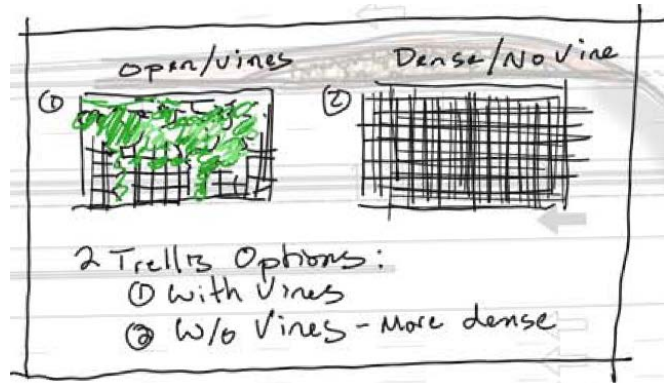 Open/vines Dense/No Vine
① ②
2 Trellis Options:
① With Vines
② W/o Vines - More dense